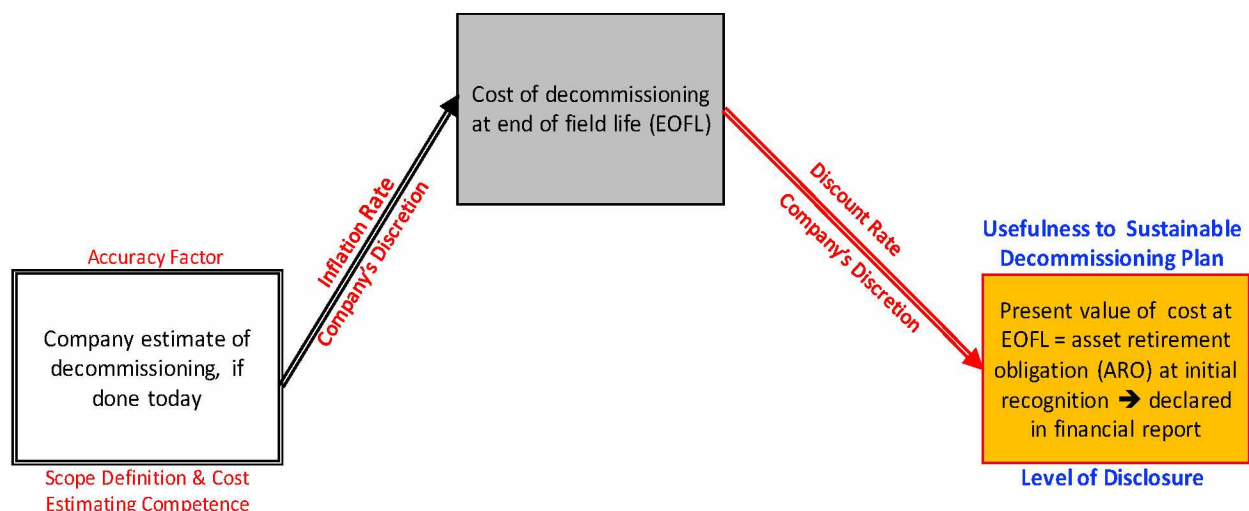 Cost of decommissioning
at end of field life (EOFL)
Inflation Rate
Company's Discretion
Discount Rate
Company's Discretion
Accuracy Factor
Company estimate of
decommissioning, if
done today
Scope Definition & Cost
Estimating Competence
Usefulness to Sustainable
Decommissioning Plan
Present value of cost at
EOFL = asset retirement
obligation (ARO) at initial
recognition ➔ declared
in financial report
Level of Disclosure